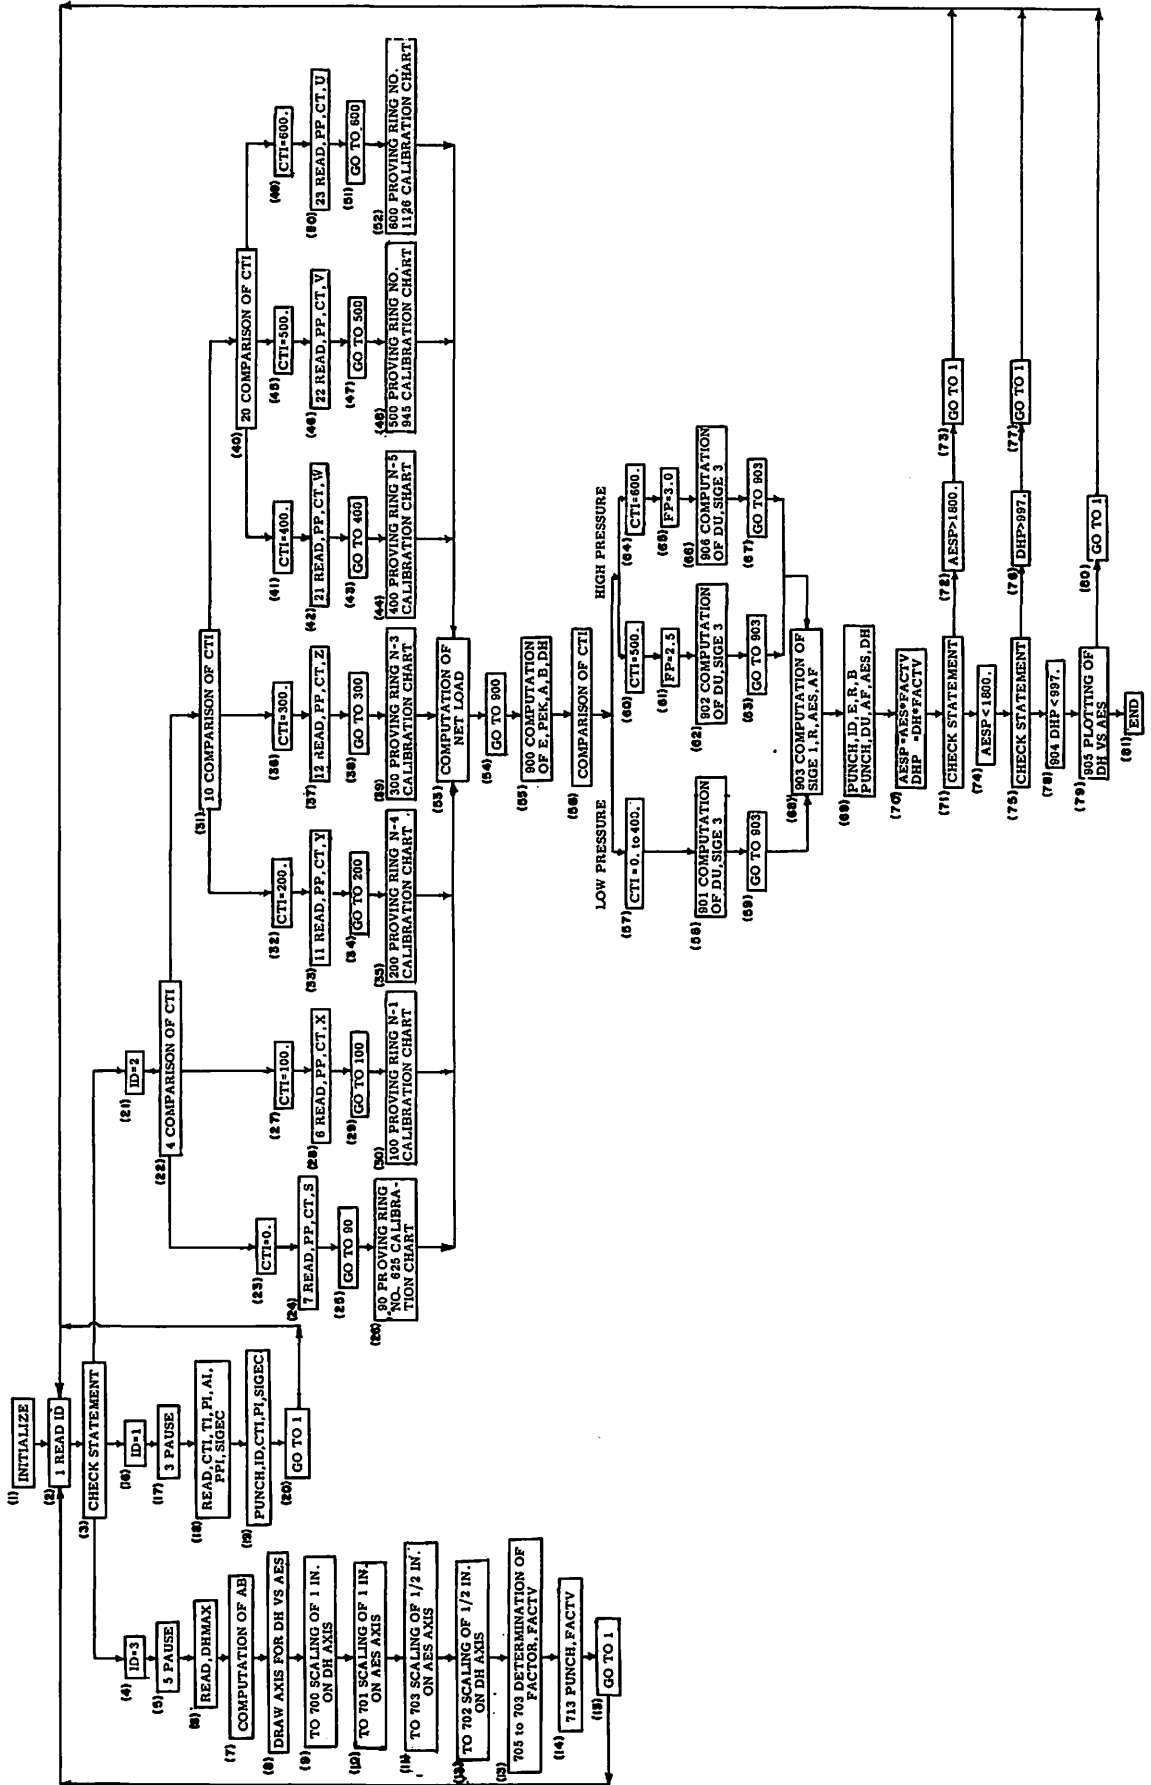 (1) INITIALIZE
(2) 1 READ ID
(3) CHECK STATEMENT
(4) ID=3
(5) 5 PAUSE
(6) READ, DHMAX
(7) COMPUTATION OF AB
(8) DRAW AXIS FOR DH VS AES
(9) TO 700 SCALING OF 1 IN.
ON DH AXIS
(10) TO 701 SCALING OF 1 IN.
ON AES AXIS
(11) TO 703 SCALING OF 1/2 IN.
ON AES AXIS
(12) TO 702 SCALING OF 1/2 IN.
ON DH AXIS
(13) 705 to 703 DETERMINATION OF
FACTOR, FACTV
(14) 713 PUNCH, FACTV
(15) GO TO 1
(16) ID=1
(17) 3 PAUSE
(18) READ, CTI, TI, PI, AI,
PPI, SIGEC
(19) PUNCH, ID, CTI, PI, SIGEC
(20) GO TO 1
(21) ID=2
(22) 4 COMPARISON OF CTI
(23) CTI=0.
(24) 7 READ, PP, CT, S
(25) GO TO 90
(26) 90 PROVING RING
NO. 625 CALIBRA-
TION CHART
(27) CTI=100.
(28) 6 READ, PP, CT, X
(29) GO TO 100
(30) 100 PROVING RING N-1
CALIBRATION CHART
(31) 10 COMPARISON OF CTI
(32) CTI=200.
(33) 11 READ, PP, CT, Y
(34) GO TO 200
(35) 200 PROVING RING N-4
CALIBRATION CHART
(36) CTI=300.
(37) 12 READ, PP, CT, Z
(38) GO TO 300
(39) 300 PROVING RING N-3
CALIBRATION CHART
(40) 20 COMPARISON OF CTI
(41) CTI=400.
(42) 21 READ, PP, CT, W
(43) GO TO 400
(44) 400 PROVING RING N-5
CALIBRATION CHART
(45) CTI=500.
(46) 22 READ, PP, CT, V
(47) GO TO 500
(48) 500 PROVING RING NO.
945 CALIBRATION CHART
(49) CTI=600.
(50) 23 READ, PP, CT, U
(51) GO TO 600
(52) 600 PROVING RING NO.
1126 CALIBRATION CHART
(53) COMPUTATION OF
NET LOAD
(54) GO TO 900
(55) 900 COMPUTATION
OF E, PEK, A, B, DH
(56) COMPARISON OF CTI
LOW PRESSURE
HIGH PRESSURE
(57) CTI = 0. to 400.
(58) 901 COMPUTATION
OF DU, SIGE 3
(59) GO TO 903
(60) CTI=500.
(61) FP=2.5
(62) 902 COMPUTATION
OF DU, SIGE 3
(63) GO TO 903
(64) CTI=600.
(65) FP=3.0
(66) 906 COMPUTATION
OF DU, SIGE 3
(67) GO TO 903
(68) 903 COMPUTATION OF
SIGE 1, R, AES, AF
(69) PUNCH, ID, E, R, B
PUNCH, DU, AF, AES, DH
(70) AESP =AES*FACTV
DHP =DH*FACTV
(71) CHECK STATEMENT
(72) AESP>1800.
(73) GO TO 1
(74) AESP<1800.
(75) CHECK STATEMENT
(76) DHP>997.
(77) GO TO 1
(78) 904 DHP<997.
(79) 905 PLOTTING OF
DH VS AES
(80) GO TO 1
(81) END